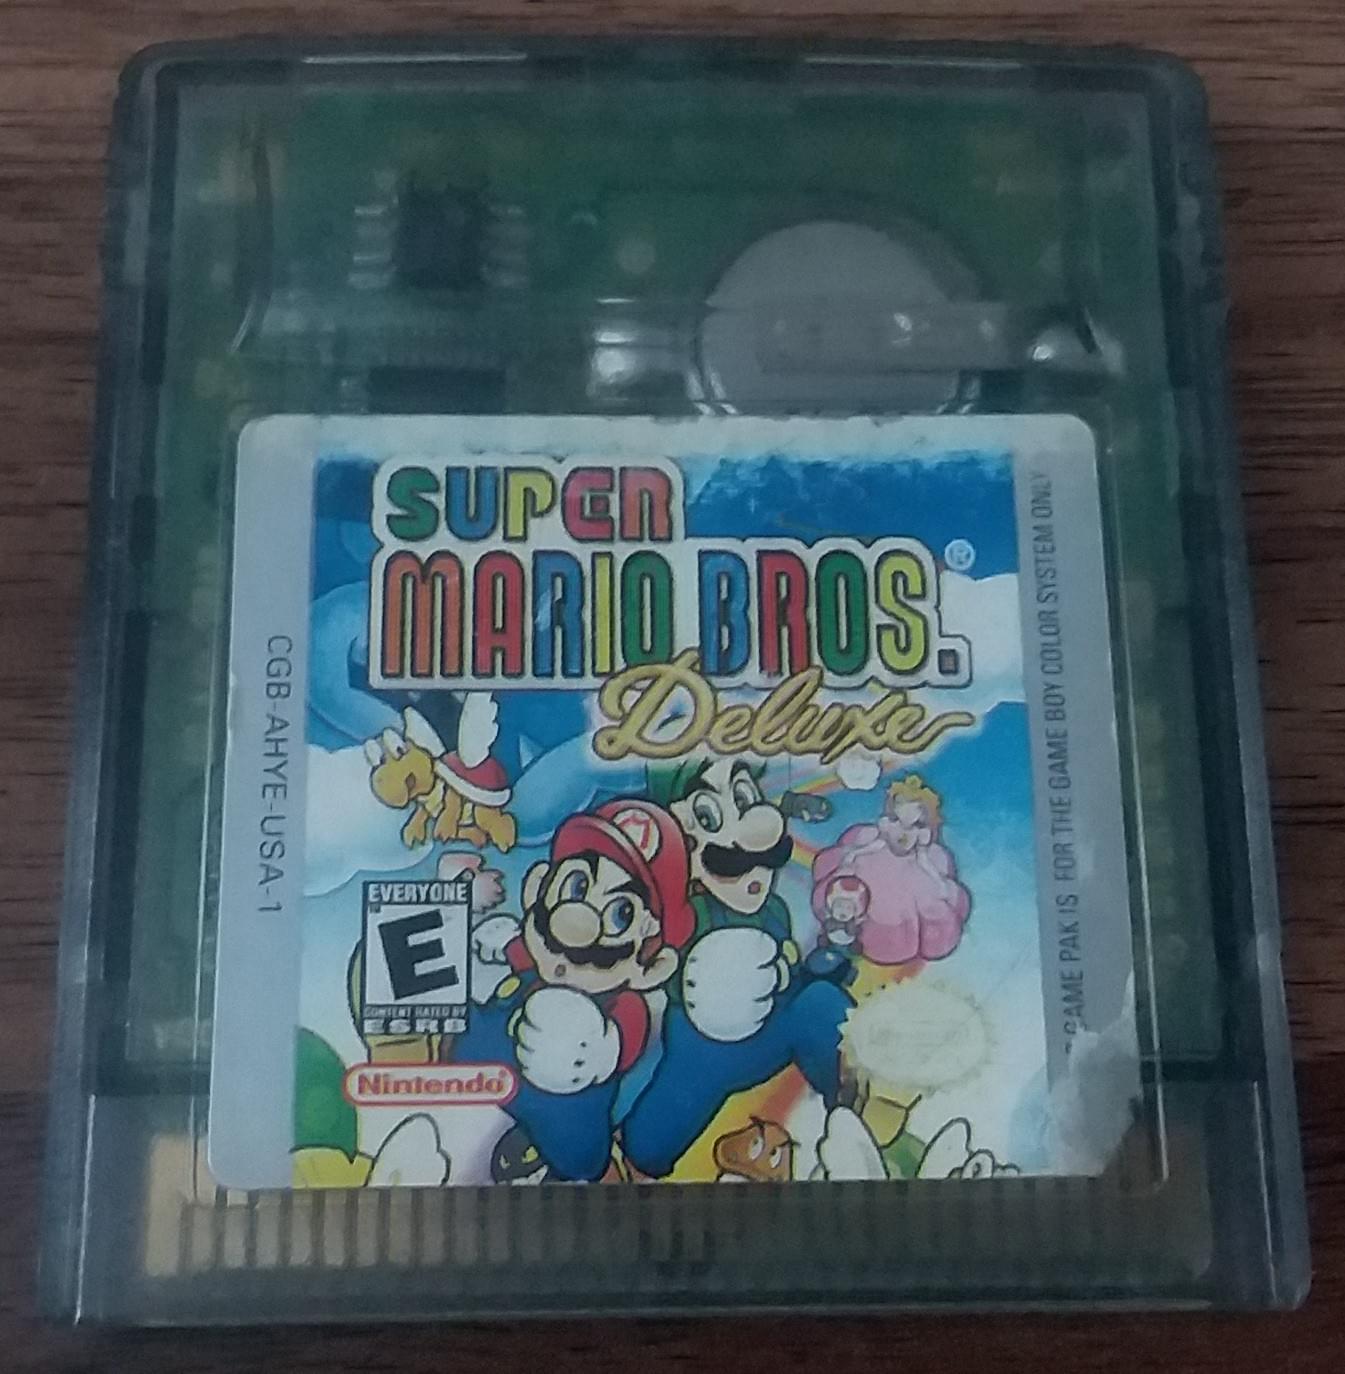 SUPER
MARIO BROS.®
Deluxe
CGB-AHYE-USA-1
GAME PAK IS FOR THE GAME BOY COLOR SYSTEM ONLY
EVERYONE
E
CONTENT RATED BY
ESRB
Nintendo®
M